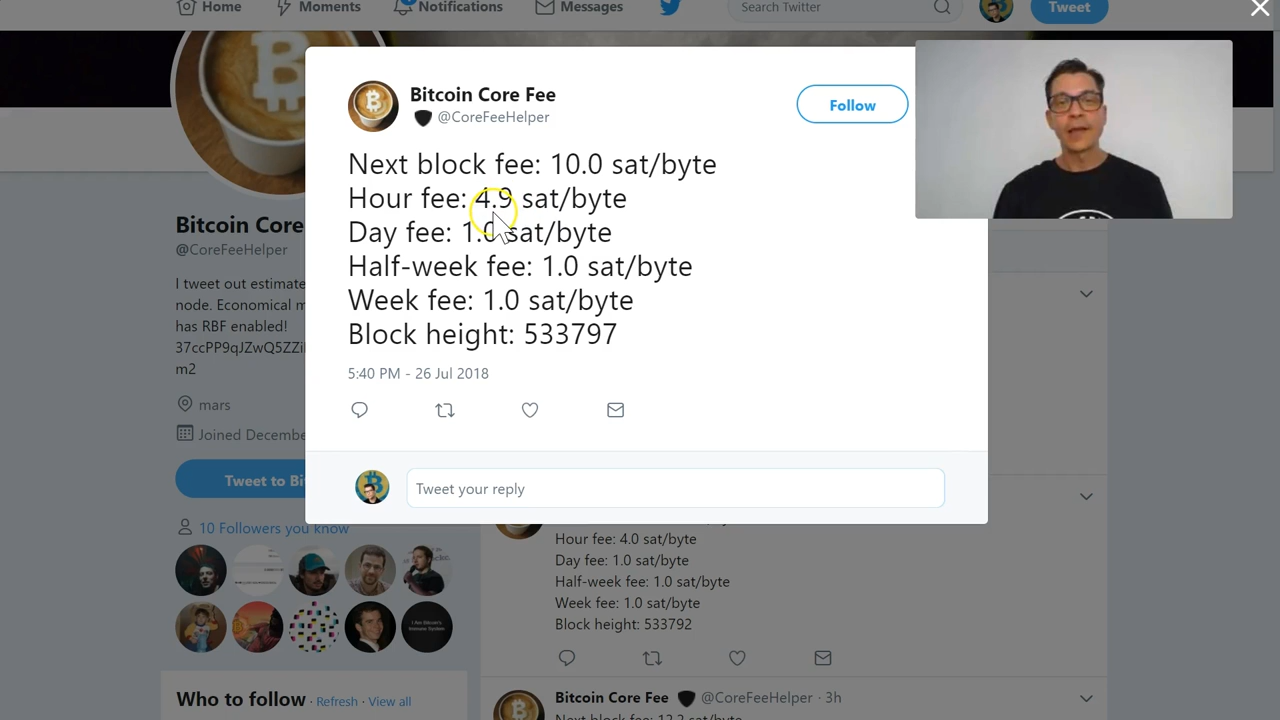 Home
Moments
Notifications
Messages
Search Twitter
Tweet
Bitcoin Core Fee
@CoreFeeHelper
Follow
Next block fee: 10.0 sat/byte
Hour fee: 4.9 sat/byte
Day fee: 1.0 sat/byte
Half-week fee: 1.0 sat/byte
Week fee: 1.0 sat/byte
Block height: 533797
5:40 PM - 26 Jul 2018
Tweet your reply
Bitcoin Core
@CoreFeeHelper
I tweet out estimate
node. Economical m
has RBF enabled!
m2
mars
Joined Decembe
Tweet to Bi
10 Followers you know
Who to follow · Refresh · View all
Hour fee: 4.0 sat/byte
Day fee: 1.0 sat/byte
Half-week fee: 1.0 sat/byte
Week fee: 1.0 sat/byte
Block height: 533792
Bitcoin Core Fee @CoreFeeHelper · 3h